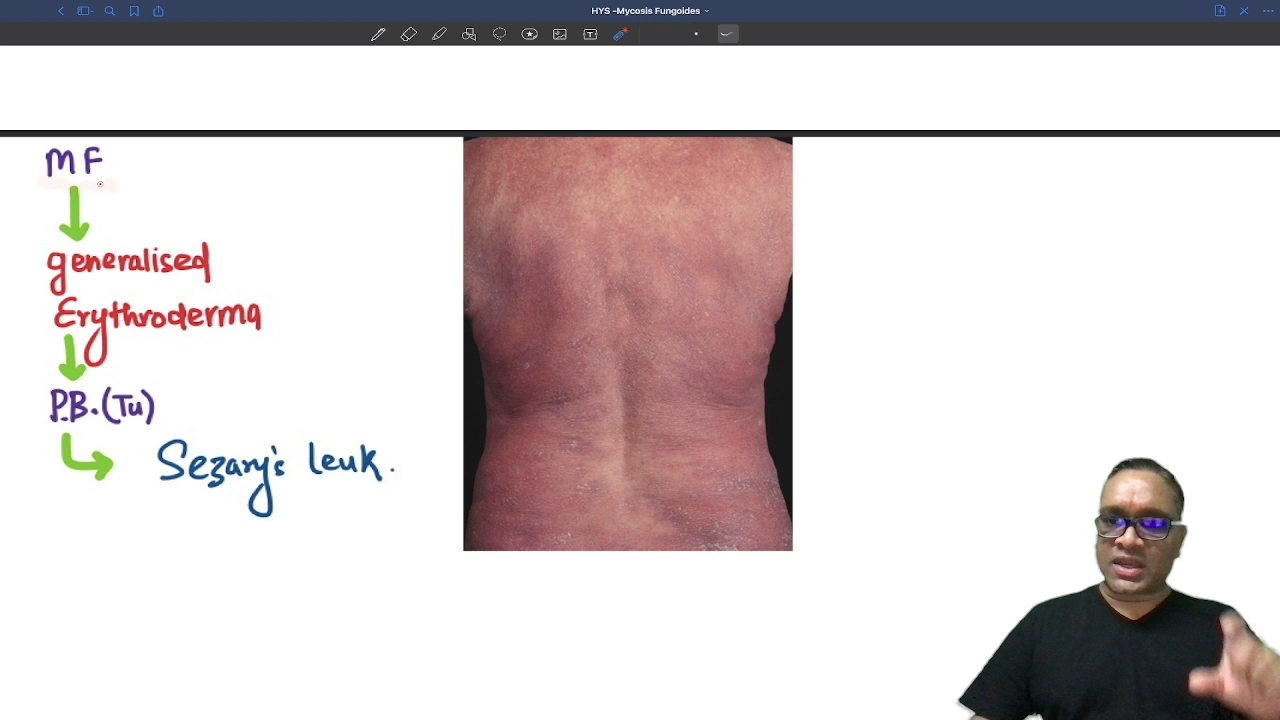 HYS -Mycosis Fungoides
MF
generalised
Erythroderma
P.B.(Tu)
Sezary's leuk.